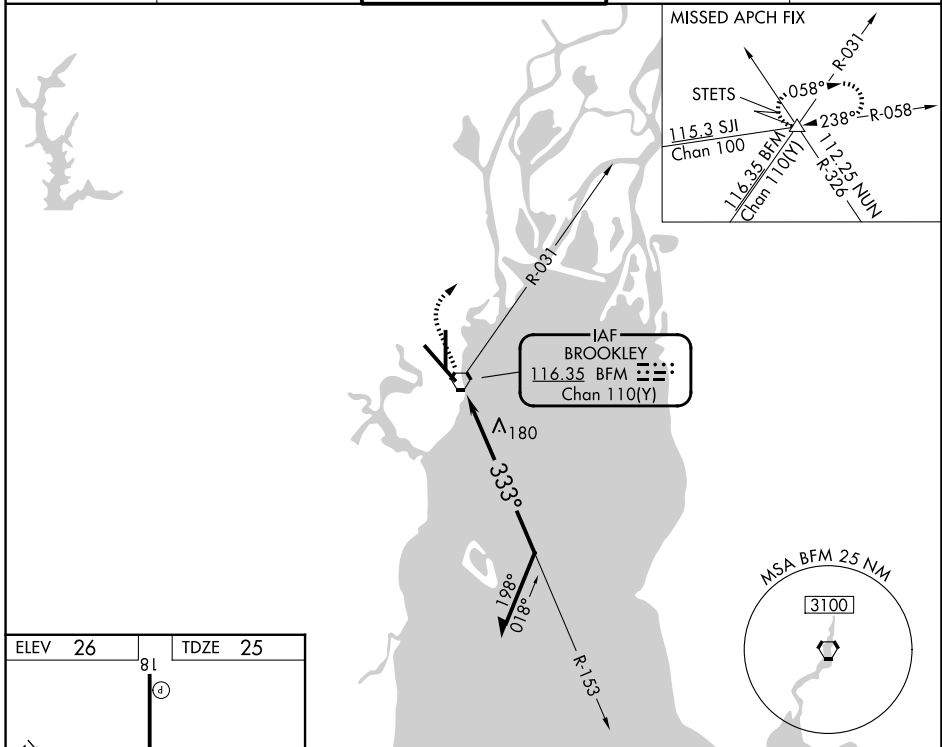 MISSED APCH FIX
R-031
058°
STETS
238°
R-058
115.3 SJI
Chan 100
116.35 BFM
Chan 110(Y)
112.25 NUN
R-326
R-031
IAF
BROOKLEY
116.35 BFM
Chan 110(Y)
180
333°
198°
018°
R-153
MSA BFM 25 NM
3100
ELEV 26
TDZE 25
18
P